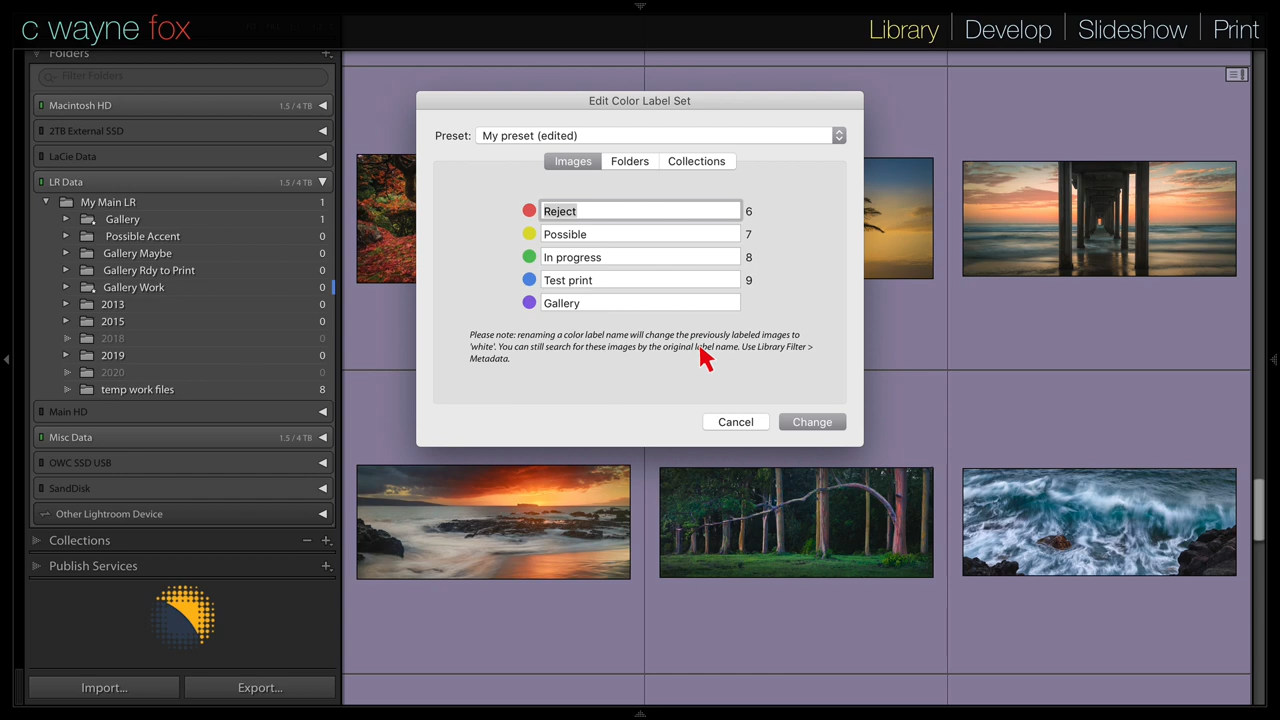 c wayne fox
Library
Develop
Slideshow
Print
Folders
Filter Folders
Macintosh HD 1.5 / 4 TB
2TB External SSD
LaCie Data
LR Data 1.5 / 4 TB
My Main LR 1
Gallery 1
Possible Accent 0
Gallery Maybe 0
Gallery Rdy to Print 0
Gallery Work 0
2013 0
2015 0
2018 0
2019 0
2020 0
temp work files 8
Main HD
Misc Data 1.5 / 4 TB
OWC SSD USB
SanDisk
Other Lightroom Device
Collections
Publish Services
Import...
Export...
Edit Color Label Set
Preset: My preset (edited)
Images
Folders
Collections
Reject 6
Possible 7
In progress 8
Test print 9
Gallery
Please note: renaming a color label name will change the previously labeled images to
'white'. You can still search for these images by the original label name. Use Library Filter >
Metadata.
Cancel
Change